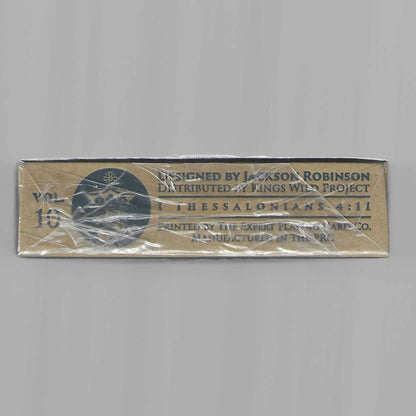 VOL.
10
DESIGNED BY JACKSON ROBINSON
DISTRIBUTED BY KINGS WILD PROJECT
1 THESSALONIANS 4:11
PRINTED BY THE EXPERT PLAYING CARD CO.
MANUFACTURED IN THE PRC